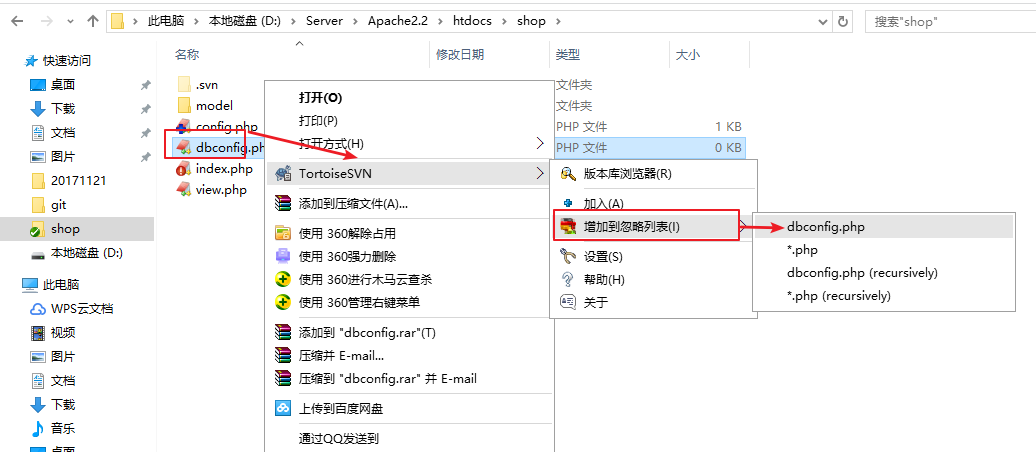 此电脑 > 本地磁盘 (D:) > Server > Apache2.2 > htdocs > shop >
搜索"shop"
名称 修改日期 类型 大小
快速访问
桌面
下载
文档
图片
20171121
git
shop
本地磁盘 (D:)
此电脑
WPS云文档
视频
图片
文档
下载
音乐
桌面
.svn 文件夹
model 文件夹
config.php PHP 文件 1 KB
dbconfig.ph PHP 文件 0 KB
index.php
view.php
打开(O)
打印(P)
打开方式(H)
TortoiseSVN
添加到压缩文件(A)...
使用 360解除占用
使用 360强力删除
使用 360进行木马云查杀
使用 360管理右键菜单
添加到 "dbconfig.rar"(T)
压缩并 E-mail...
压缩到 "dbconfig.rar" 并 E-mail
上传到百度网盘
通过QQ发送到
版本库浏览器(R)
加入(A)
增加到忽略列表(I)
设置(S)
帮助(H)
关于
dbconfig.php
*.php
dbconfig.php (recursively)
*.php (recursively)